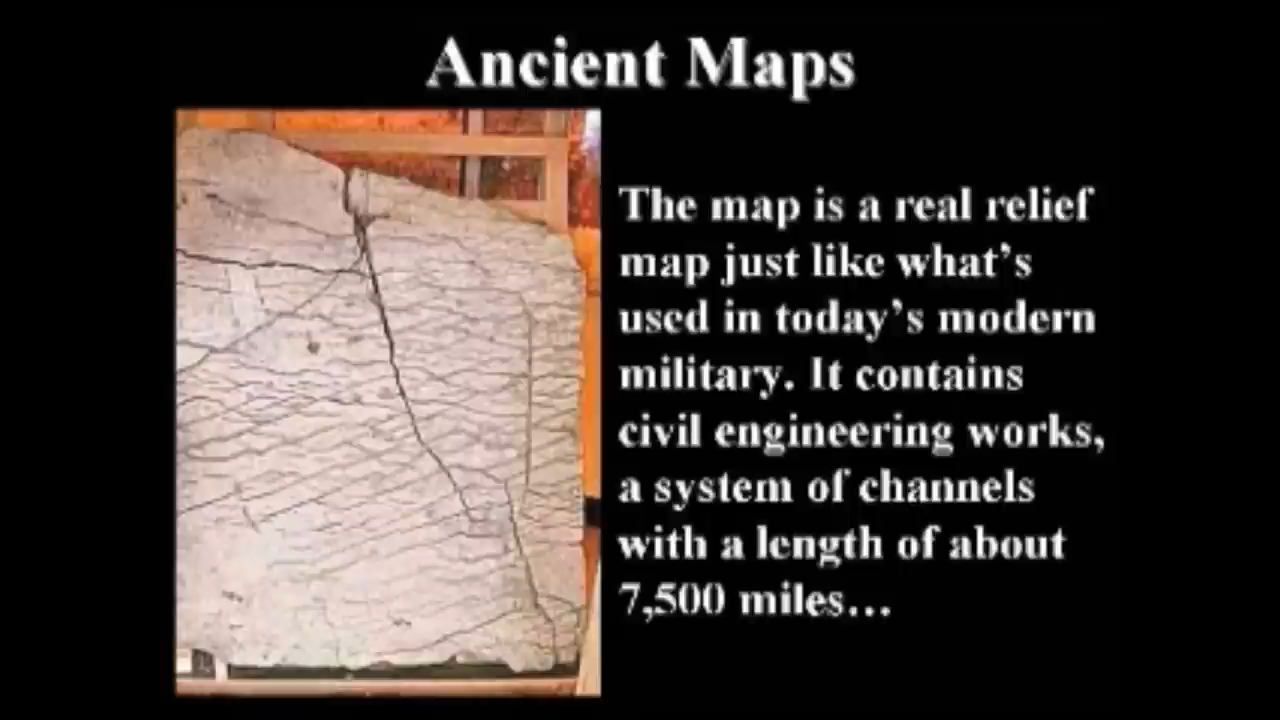 Ancient Maps
The map is a real relief
map just like what's
used in today's modern
military. It contains
civil engineering works,
a system of channels
with a length of about
7,500 miles...